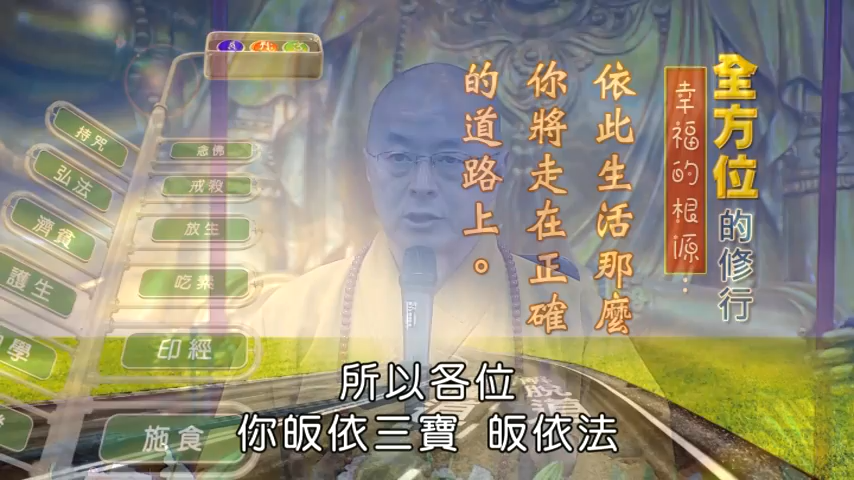 全方位的修行
幸福的根源…
依此生活那麼
你將走在正確
的道路上。
持咒
弘法
濟貧
護生
學
念佛
戒殺
放生
吃素
印經
施食
脫
所以各位
你皈依三寶 皈依法